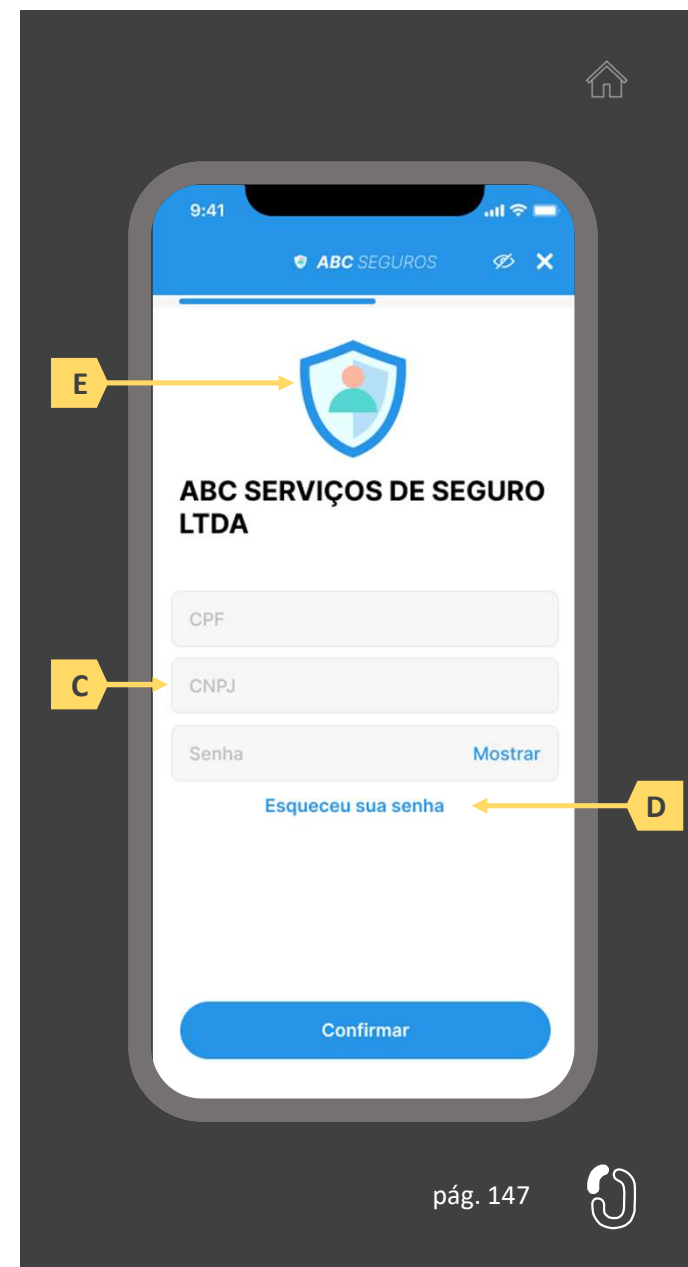 9:41
ABC SEGUROS
E
ABC SERVIÇOS DE SEGURO
LTDA
CPF
C
CNPJ
Senha
Mostrar
Esqueceu sua senha
D
Confirmar
pág. 147